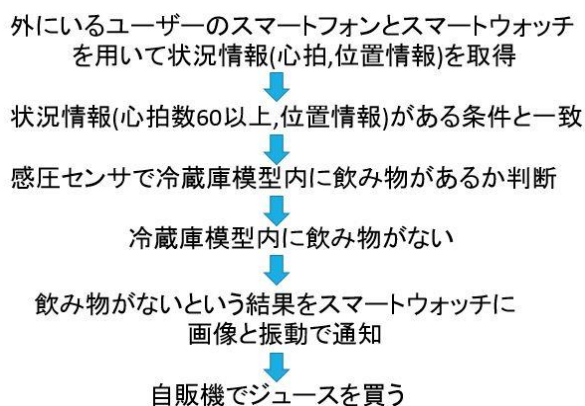 外にいるユーザーのスマートフォンとスマートウォッチ
を用いて状況情報(心拍,位置情報)を取得
状況情報(心拍数60以上,位置情報)がある条件と一致
感圧センサで冷蔵庫模型内に飲み物があるか判断
冷蔵庫模型内に飲み物がない
飲み物がないという結果をスマートウォッチに
画像と振動で通知
自販機でジュースを買う